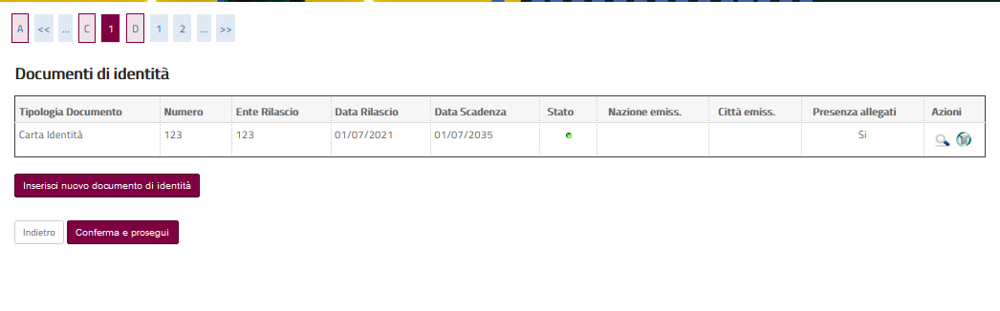 A << ... C 1 D 1 2 ... >>
Documenti di identità
Tipologia Documento Numero Ente Rilascio Data Rilascio Data Scadenza Stato Nazione emiss. Città emiss. Presenza allegati Azioni
Carta Identità 123 123 01/07/2021 01/07/2035 Si
Inserisci nuovo documento di identità
Indietro Conferma e prosegui